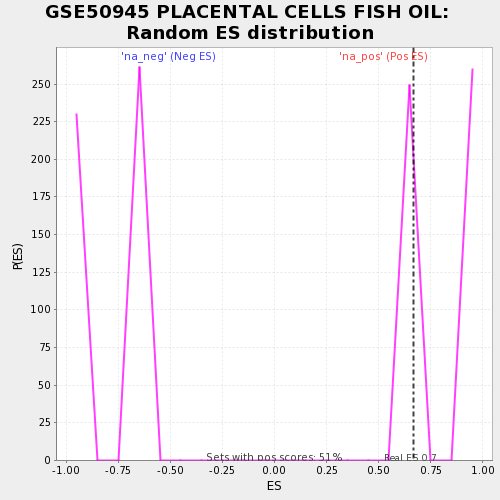 GSE50945 PLACENTAL CELLS FISH OIL:
Random ES distribution
'na_neg' (Neg ES)
'na_pos' (Pos ES)
250
225
200
175
150
125
100
75
50
25
0
P(ES)
Sets with pos scores: 51%
Real ES 0.7
-1.00 -0.75 -0.50 -0.25 0.00 0.25 0.50 0.75 1.00
ES